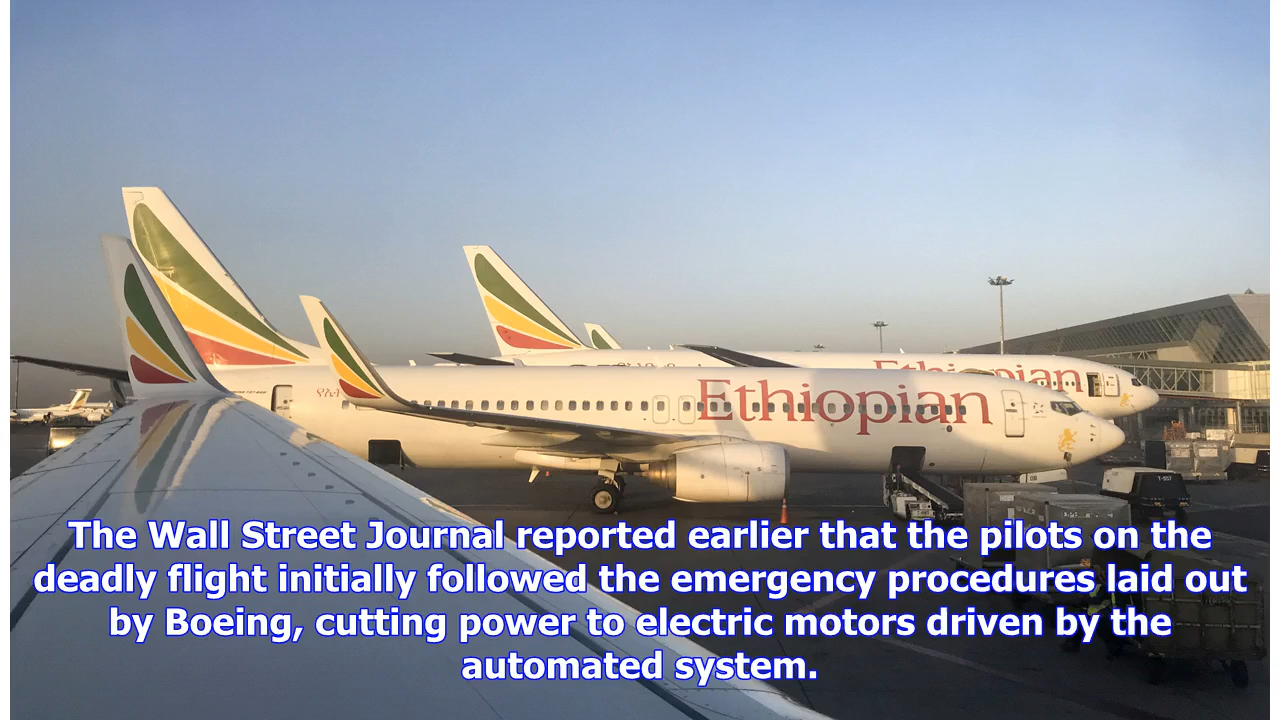 Ethiopian
Ethiopian
The Wall Street Journal reported earlier that the pilots on the
deadly flight initially followed the emergency procedures laid out
by Boeing, cutting power to electric motors driven by the
automated system.